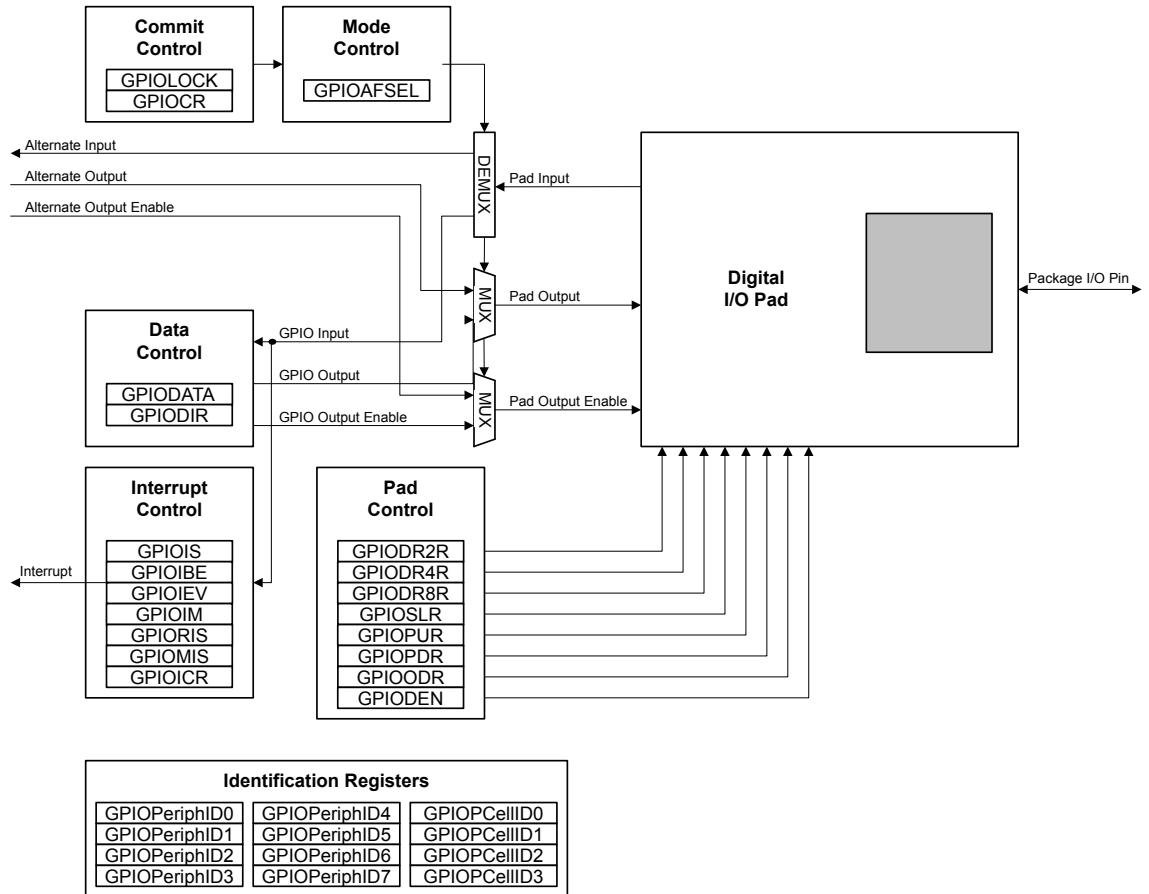 Commit
Control
GPIOLOCK
GPIOCR
Mode
Control
GPIOAFSEL
Alternate Input
Alternate Output
Alternate Output Enable
DEMUX
Pad Input
MUX
Pad Output
MUX
Pad Output Enable
Digital
I/O Pad
Package I/O Pin
Data
Control
GPIODATA
GPIODIR
GPIO Input
GPIO Output
GPIO Output Enable
Interrupt
Control
GPIOIS
GPIOIBE
GPIOIEV
GPIOIM
GPIORIS
GPIOMIS
GPIOICR
Interrupt
Pad
Control
GPIODR2R
GPIODR4R
GPIODR8R
GPIOSLR
GPIOPUR
GPIOPDR
GPIOODR
GPIODEN
Identification Registers
GPIOPeriphID0
GPIOPeriphID1
GPIOPeriphID2
GPIOPeriphID3
GPIOPeriphID4
GPIOPeriphID5
GPIOPeriphID6
GPIOPeriphID7
GPIOPCellID0
GPIOPCellID1
GPIOPCellID2
GPIOPCellID3